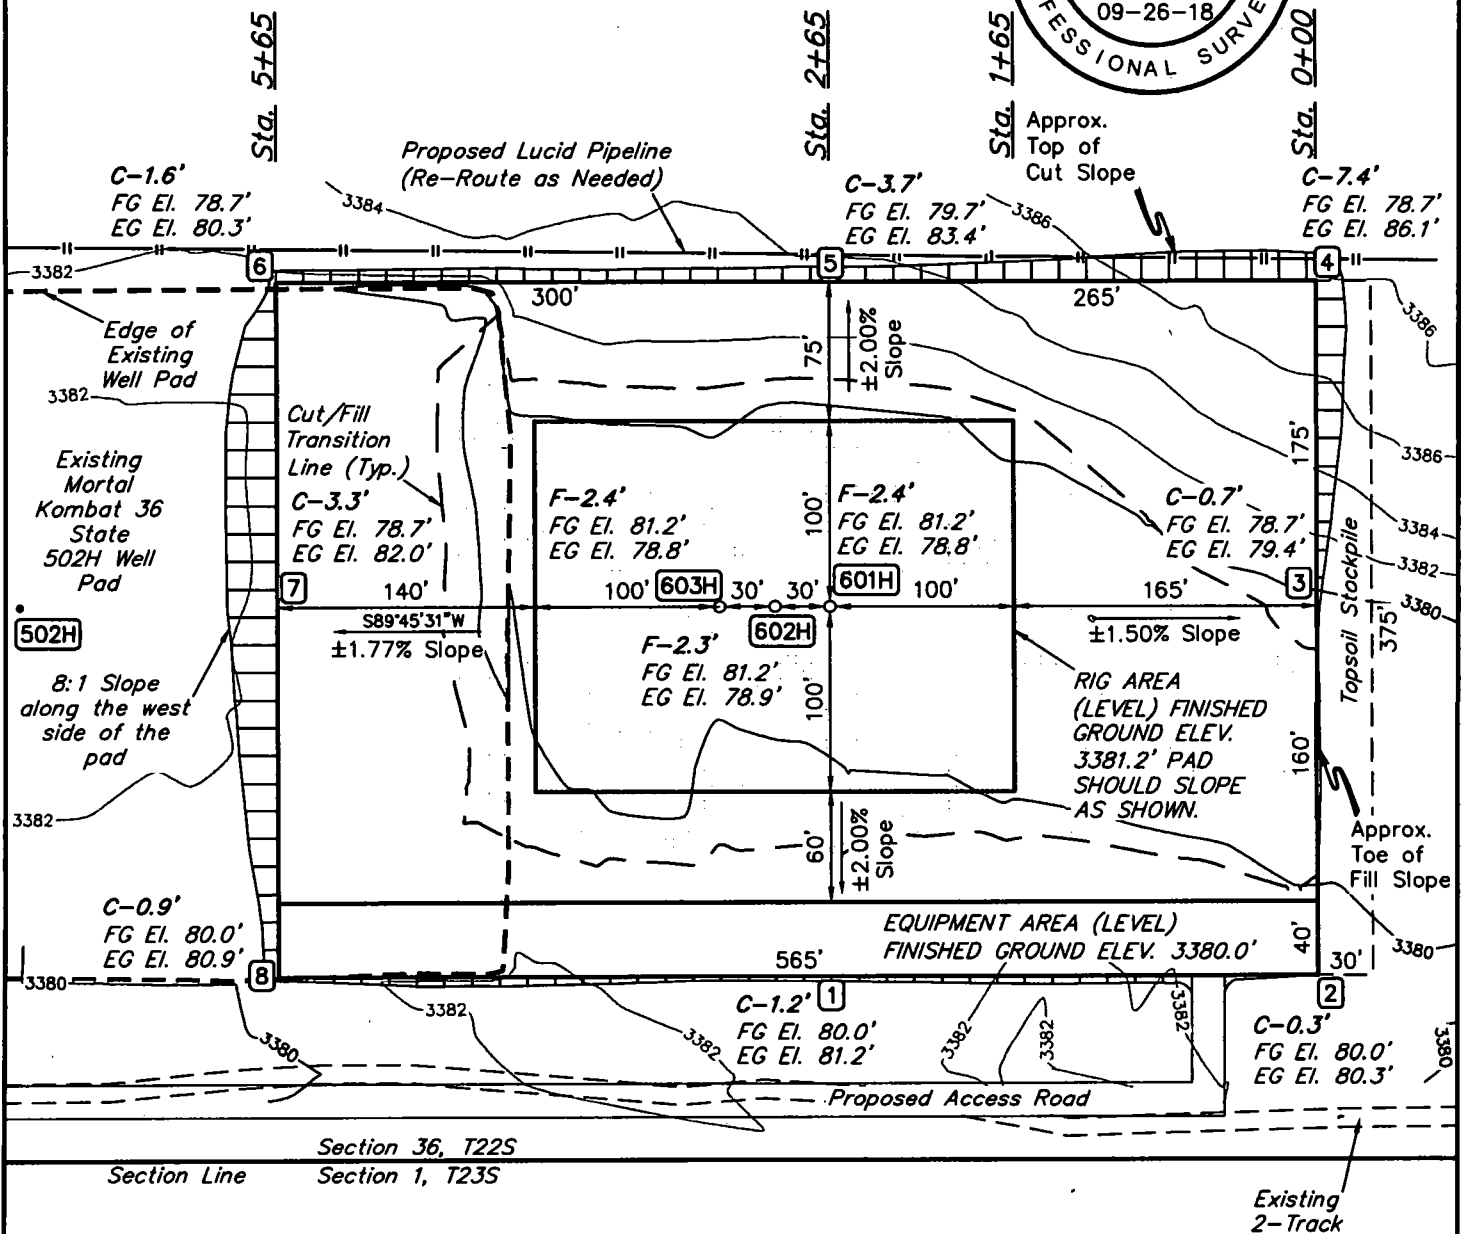 09-26-18
FESSIONAL SURVE
Sta. 5+65
Sta. 2+65
Sta. 1+65
Sta. 0+00
Approx.
Top of
Cut Slope
Proposed Lucid Pipeline
(Re-Route as Needed)
C-1.6'
FG El. 78.7'
EG El. 80.3'
C-3.7'
FG El. 79.7'
EG El. 83.4'
C-7.4'
FG El. 78.7'
EG El. 86.1'
3384
3386
3382
6
5
4
300'
265'
Edge of
Existing
Well Pad
75'
±2.00%
Slope
3386
3382
Cut/Fill
Transition
Line (Typ.)
Existing
Mortal
Kombat 36
State
502H Well
Pad
175'
3386
C-3.3'
FG El. 78.7'
EG El. 82.0'
F-2.4'
FG El. 81.2'
EG El. 78.8'
100'
F-2.4'
FG El. 81.2'
EG El. 78.8'
C-0.7'
FG El. 78.7'
EG El. 79.4'
3384
3382
3380
7
140'
100'
603H
30'
30'
601H
100'
165'
3
602H
502H
S89°45'31"W
±1.77% Slope
±1.50% Slope
Topsoil Stockpile
375'
F-2.3'
FG El. 81.2'
EG El. 78.9'
100'
8:1 Slope
along the west
side of the
pad
RIG AREA
(LEVEL) FINISHED
GROUND ELEV.
3381.2' PAD
SHOULD SLOPE
AS SHOWN.
160'
3382
60'
±2.00%
Slope
Approx.
Toe of
Fill Slope
C-0.9'
FG El. 80.0'
EG El. 80.9'
EQUIPMENT AREA (LEVEL)
FINISHED GROUND ELEV. 3380.0'
40'
3380
3380
8
565'
30'
1
2
C-1.2'
FG El. 80.0'
EG El. 81.2'
3382
3382
3382
3382
3382
C-0.3'
FG El. 80.0'
EG El. 80.3'
3380
3380
Proposed Access Road
Section 36, T22S
Section Line
Section 1, T23S
Existing
2-Track